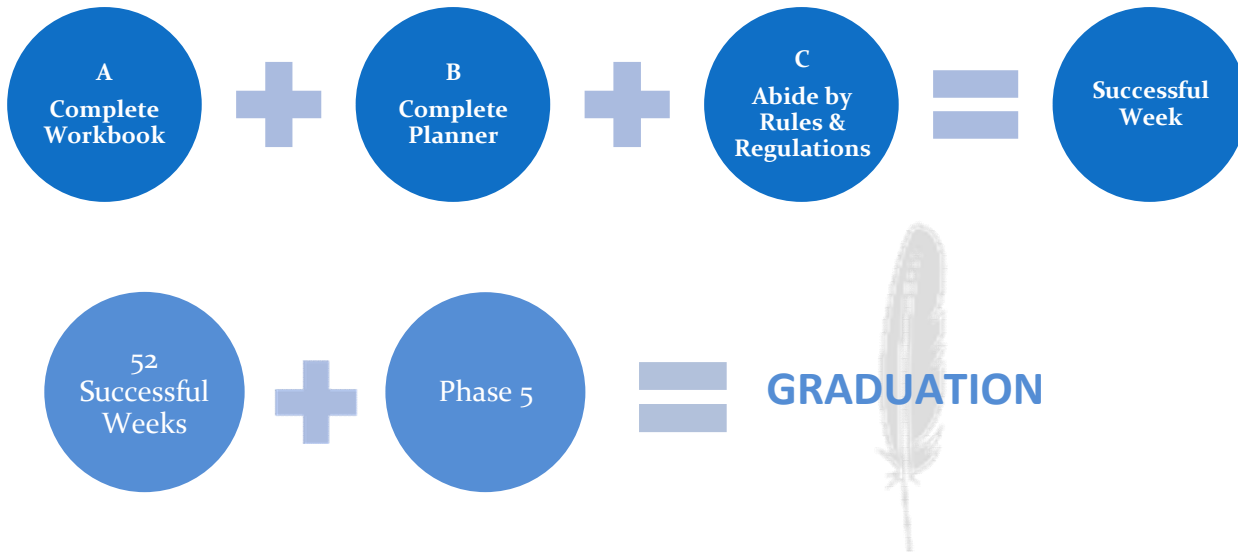 A
Complete
Workbook
B
Complete
Planner
C
Abide by
Rules &
Regulations
Successful
Week
52
Successful
Weeks
Phase 5
GRADUATION